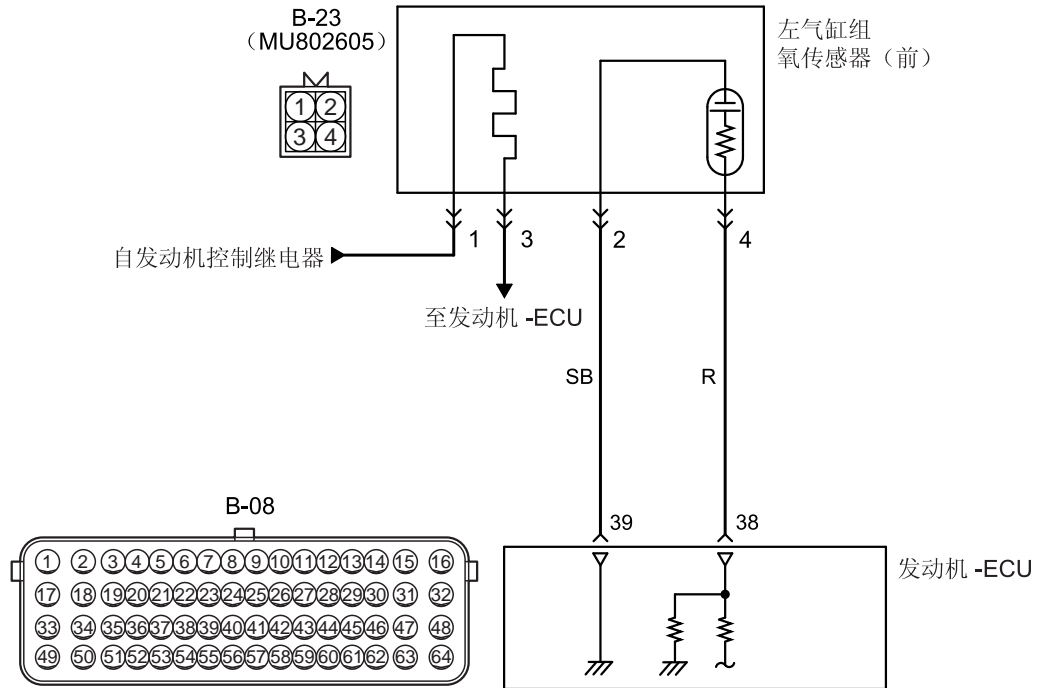 B-23
（MU802605）
1 2
3 4
左气缸组
氧传感器（前）
1 3 2 4
自发动机控制继电器
至发动机 -ECU
SB R
B-08
39 38
发动机 -ECU
1 2 3 4 5 6 7 8 9 10 11 12 13 14 15 16
17 18 19 20 21 22 23 24 25 26 27 28 29 30 31 32
33 34 35 36 37 38 39 40 41 42 43 44 45 46 47 48
49 50 51 52 53 54 55 56 57 58 59 60 61 62 63 64